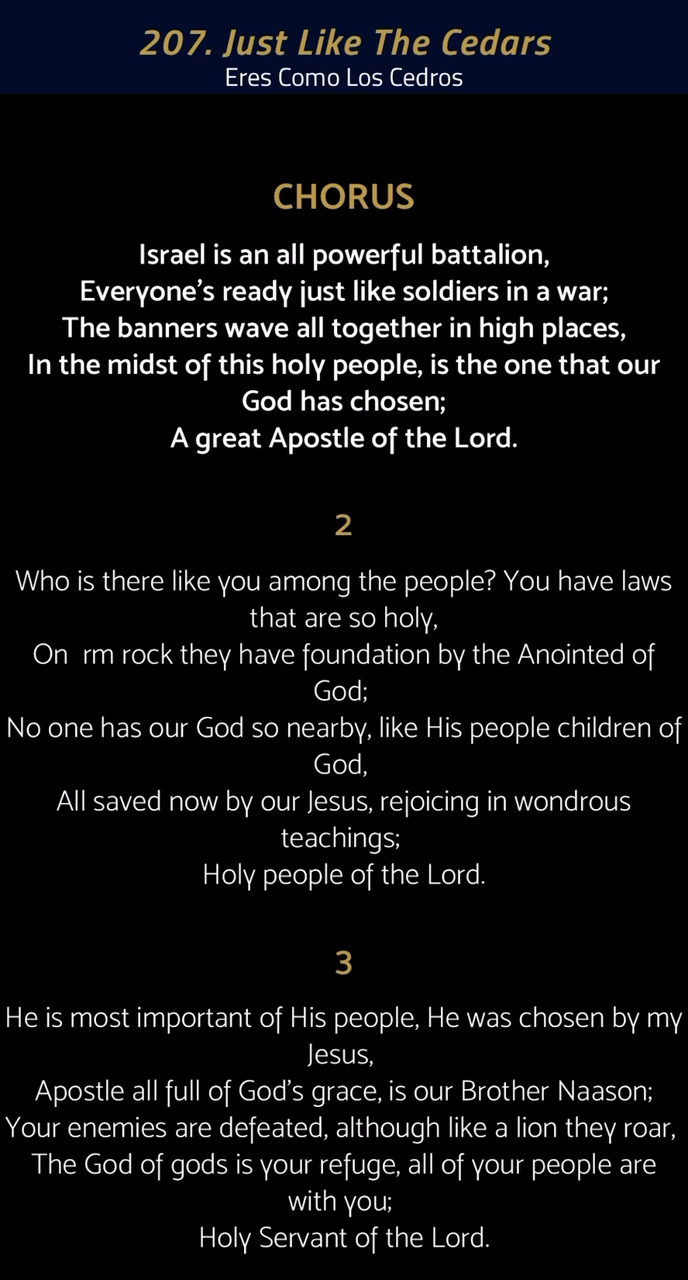 207. Just Like The Cedars
Eres Como Los Cedros
CHORUS
Israel is an all powerful battalion,
Everyone's ready just like soldiers in a war;
The banners wave all together in high places,
In the midst of this holy people, is the one that our
God has chosen;
A great Apostle of the Lord.
2
Who is there like you among the people? You have laws
that are so holy,
On rm rock they have foundation by the Anointed of
God;
No one has our God so nearby, like His people children of
God,
All saved now by our Jesus, rejoicing in wondrous
teachings;
Holy people of the Lord.
3
He is most important of His people, He was chosen by my
Jesus,
Apostle all full of God's grace, is our Brother Naason;
Your enemies are defeated, although like a lion they roar,
The God of gods is your refuge, all of your people are
with you;
Holy Servant of the Lord.